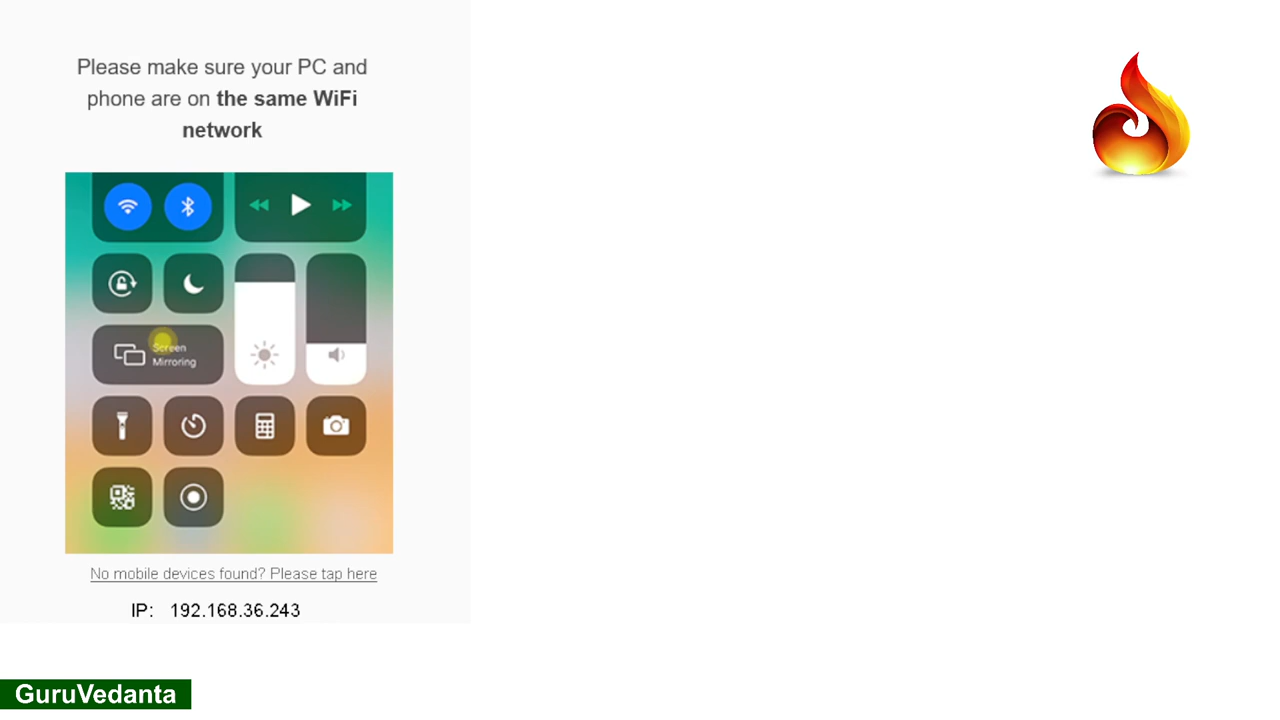 Please make sure your PC and
phone are on the same WiFi
network
Screen
Mirroring
No mobile devices found? Please tap here
IP: 192.168.36.243
GuruVedanta